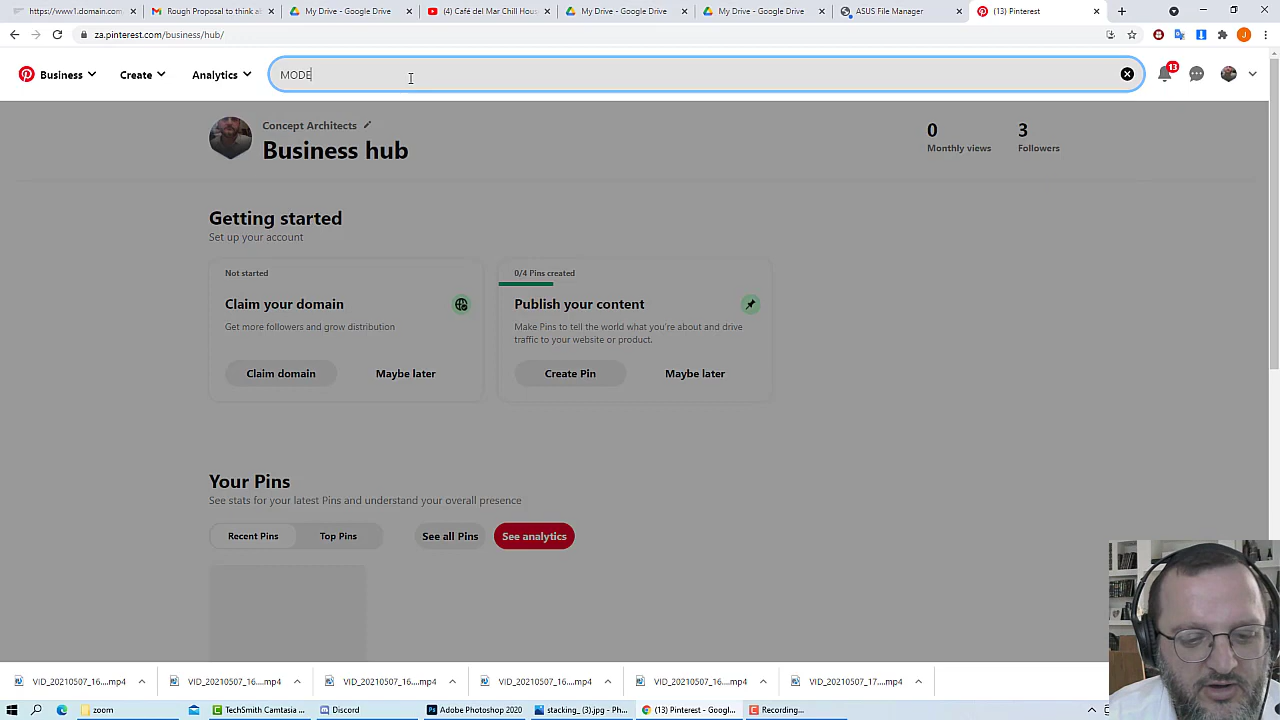 https://www1.domain.com...
Rough Proposal to think ab
My Drive - Google Drive
(4) Café del Mar Chill Hous
My Drive - Google Drive
My Drive - Google Drive
ASUS File Manager
(13) Pinterest
za.pinterest.com/business/hub/
J
Business
Create
Analytics
MODE
13
Concept Architects
Business hub
0
Monthly views
3
Followers
Getting started
Set up your account
Not started
Claim your domain
Get more followers and grow distribution
Claim domain
Maybe later
0/4 Pins created
Publish your content
Make Pins to tell the world what you're about and drive
traffic to your website or product.
Create Pin
Maybe later
Your Pins
See stats for your latest Pins and understand your overall presence
Recent Pins
Top Pins
See all Pins
See analytics
VID_20210507_16....mp4
VID_20210507_16....mp4
VID_20210507_16....mp4
VID_20210507_16....mp4
VID_20210507_16....mp4
VID_20210507_17....mp4
zoom
TechSmith Camtasia ...
Discord
Adobe Photoshop 2020
stacking_ (3).jpg - Ph...
(13) Pinterest - Googl...
Recording...